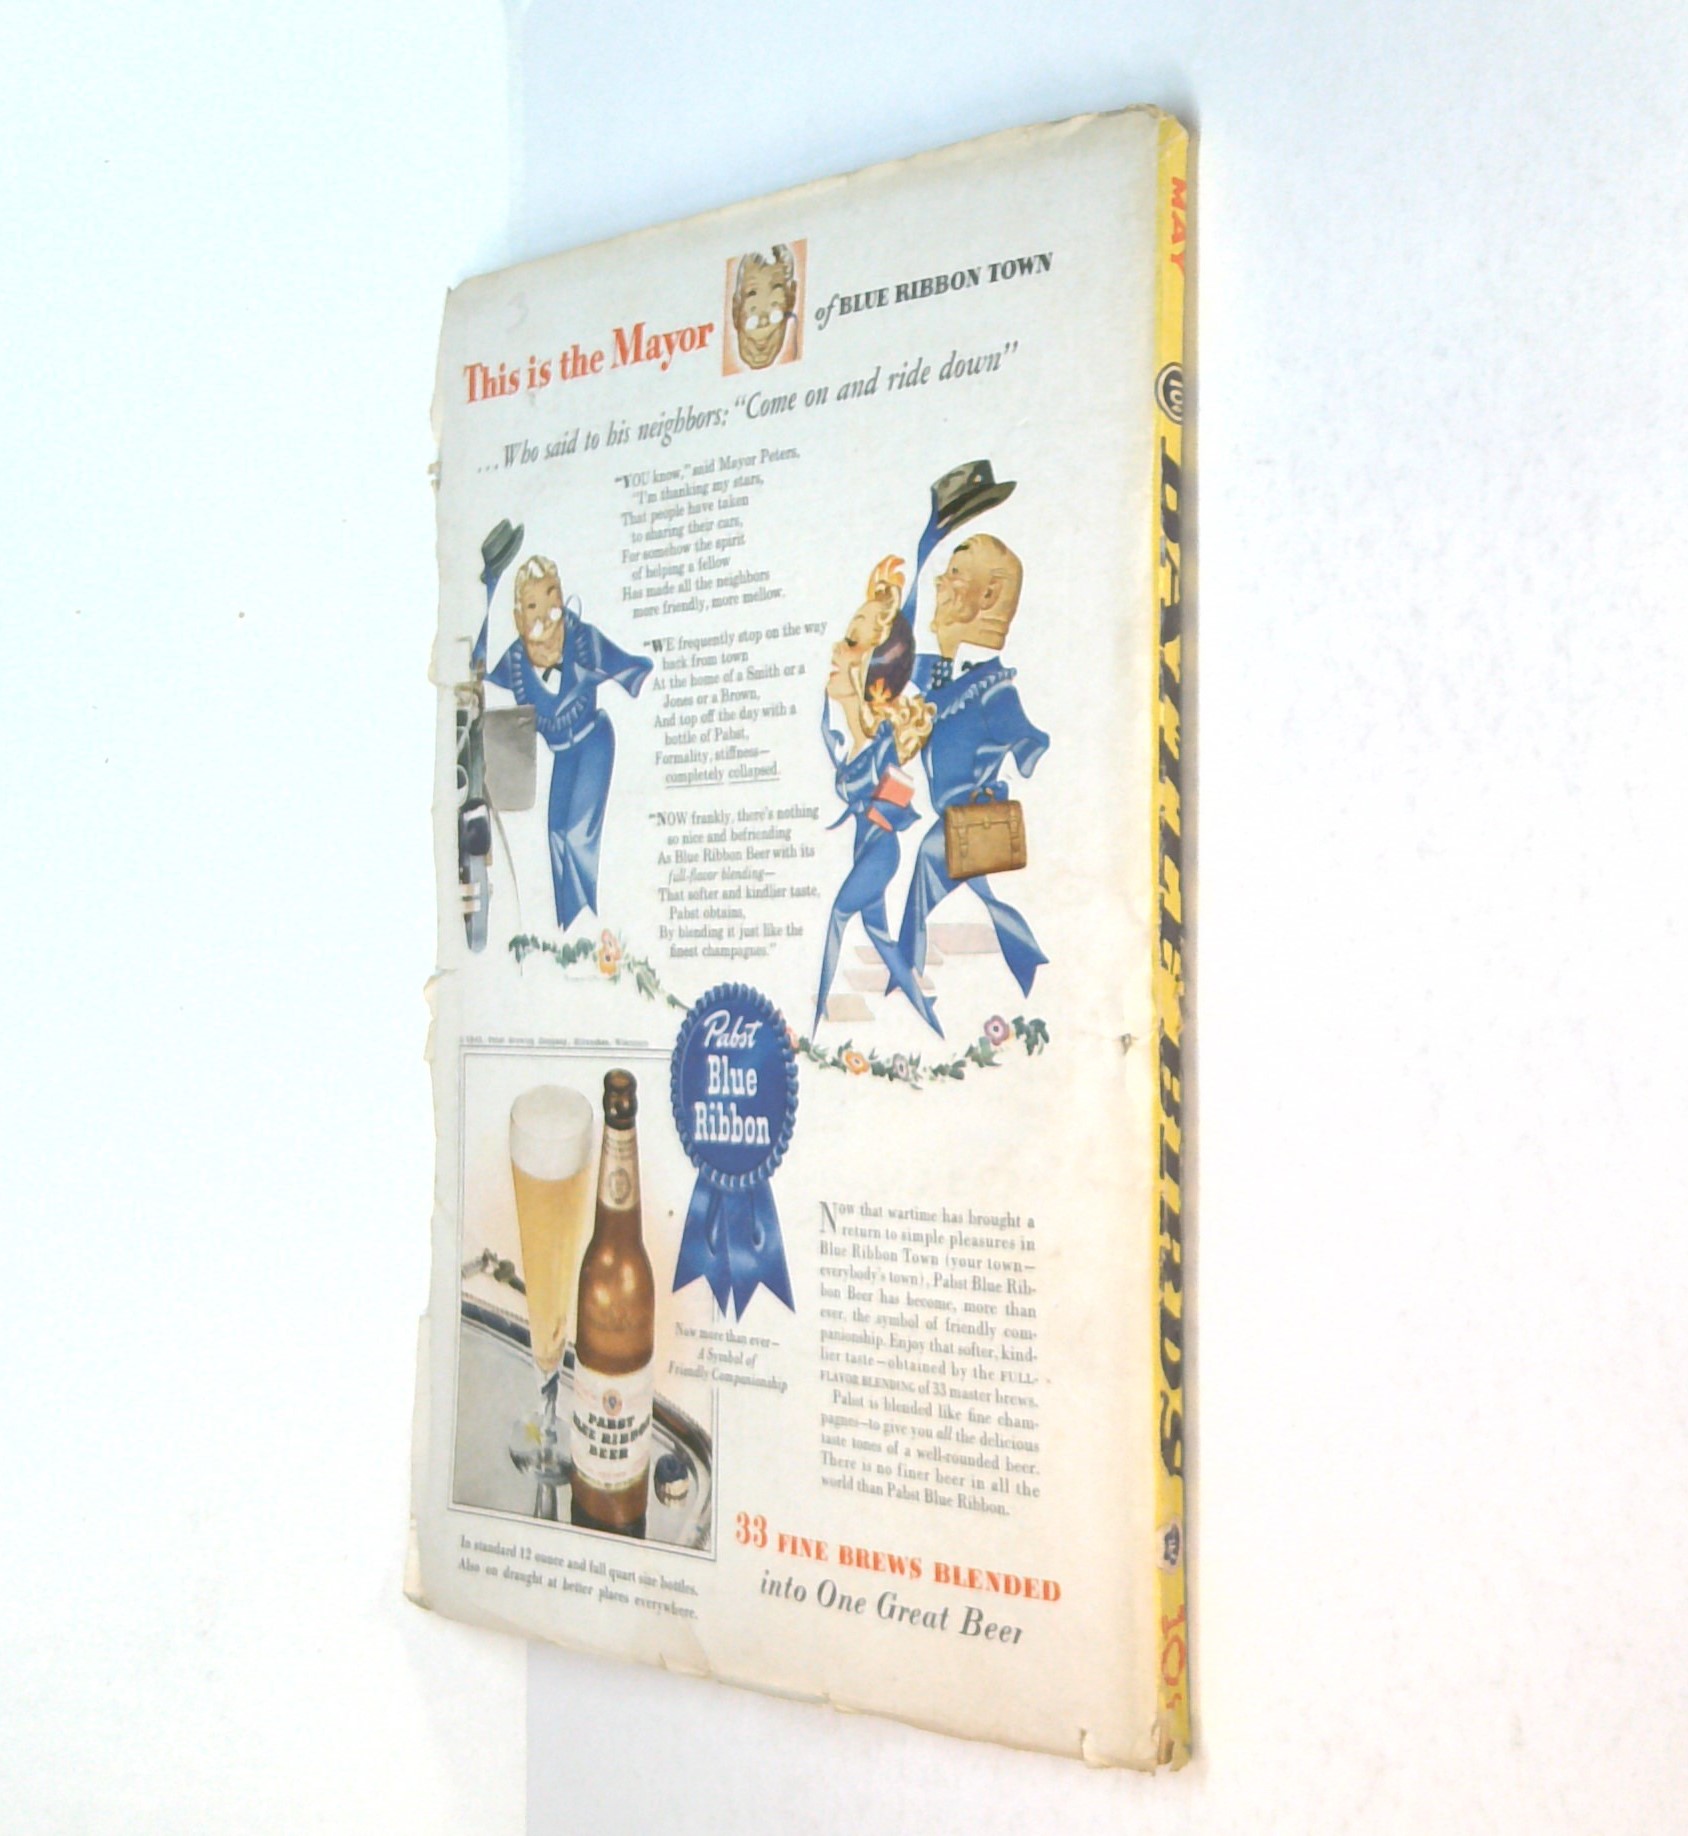 This is the Mayor of BLUE RIBBON TOWN
...Who said to his neighbors: "Come on and ride down"
"YOU know," said Mayor Peters,
"I'm thanking my stars,
That people have taken
to sharing their cars,
For somehow the spirit
of helping a fellow
Has made all the neighbors
more friendly, more mellow.
"WE frequently stop on the way
back from town
At the home of a Smith or a
Jones or a Brown,
And top off the day with a
bottle of Pabst,
Formality, stiffness—
completely collapsed.
"NOW frankly, there's nothing
so nice and befriending
As Blue Ribbon Beer with its
full-flavor blending—
That softer and kindlier taste,
Pabst obtains,
By blending it just like the
finest champagnes."
Pabst Brewing Company, Milwaukee, Wisconsin
Pabst
Blue
Ribbon
PABST
BLUE RIBBON
BEER
Now more than ever—
A Symbol of
Friendly Companionship
Now that wartime has brought a
return to simple pleasures in
Blue Ribbon Town (your town—
everybody's town), Pabst Blue Rib-
bon Beer has become, more than
ever, the symbol of friendly com-
panionship. Enjoy that softer, kind-
lier taste—obtained by the FULL-
FLAVOR BLENDING of 33 master brews.
Pabst is blended like fine cham-
pagnes—to give you all the delicious
taste tones of a well-rounded beer.
There is no finer beer in all the
world than Pabst Blue Ribbon.
In standard 12 ounce and full quart size bottles.
Also on draught at better places everywhere.
33 FINE BREWS BLENDED
into One Great Beer
MAY
10¢
BATTLE BIRDS
10¢